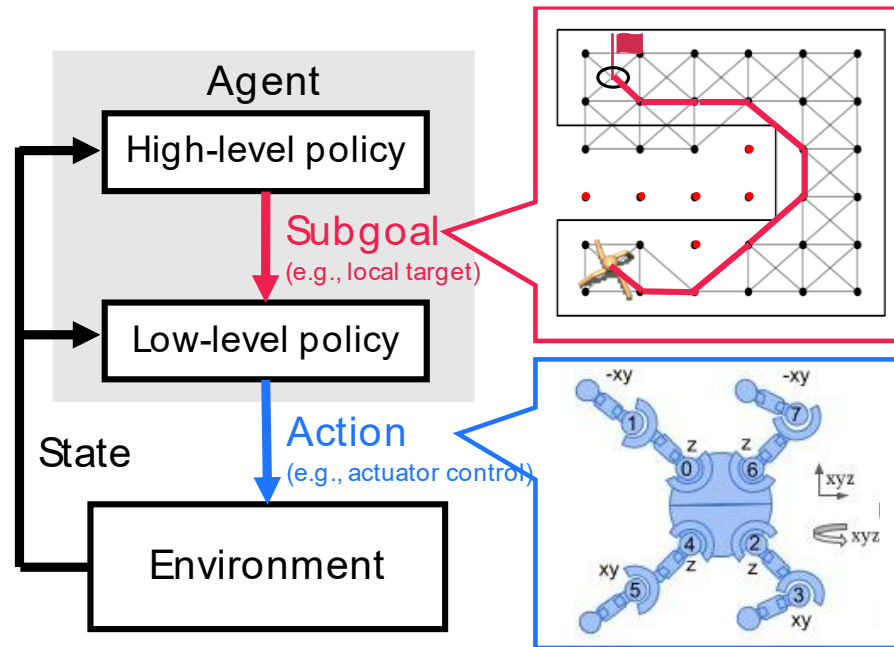 Agent
High-level policy
Subgoal
(e.g., local target)
Low-level policy
Action
(e.g., actuator control)
State
Environment
-xy
-xy
1
7
z
z
0
6
xyz
4
2
xyz
z
z
xy
5
3
xy